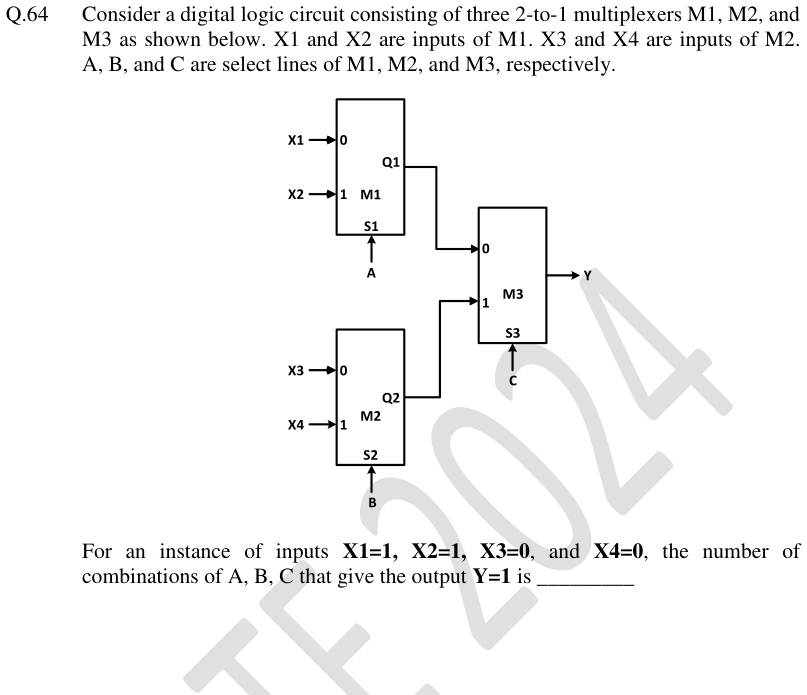 Q.64 Consider a digital logic circuit consisting of three 2-to-1 multiplexers M1, M2, and
M3 as shown below. X1 and X2 are inputs of M1. X3 and X4 are inputs of M2.
A, B, and C are select lines of M1, M2, and M3, respectively.
X1 0
Q1
X2 1 M1
S1
A
0
Y
1 M3
S3
C
X3 0
Q2
M2
X4 1
S2
B
For an instance of inputs X1=1, X2=1, X3=0, and X4=0, the number of
combinations of A, B, C that give the output Y=1 is _________
TE 2024